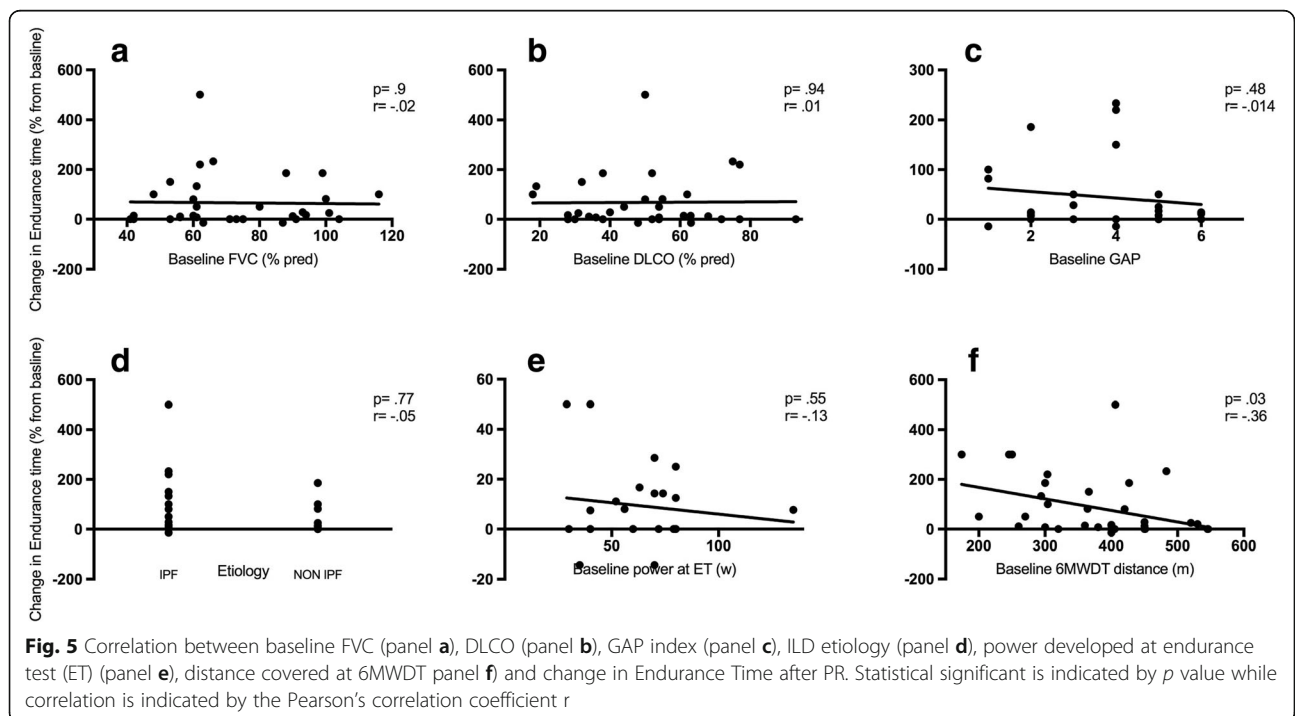 a
b
c
Change in Endurance time (% from basline)
600
400
200
0
-200
40
60
80
100
120
Baseline FVC (% pred)
p= .9
r= -.02
600
400
200
0
-200
20
40
60
80
Baseline DLCO (% pred)
p= .94
r= .01
300
200
100
0
-100
2
4
6
Baseline GAP
p= .48
r= -.014
d
e
f
Change in Endurance time (% from baseline)
600
400
200
0
-200
IPF
Etiology
NON IPF
p= .77
r= -.05
60
40
20
0
-20
50
100
Baseline power at ET (w)
p= .55
r= -.13
600
400
200
0
-200
200
300
400
500
600
Baseline 6MWDT distance (m)
p= .03
r= -.36
Fig. 5 Correlation between baseline FVC (panel a), DLCO (panel b), GAP index (panel c), ILD etiology (panel d), power developed at endurance
test (ET) (panel e), distance covered at 6MWDT panel f) and change in Endurance Time after PR. Statistical significant is indicated by p value while
correlation is indicated by the Pearson's correlation coefficient r